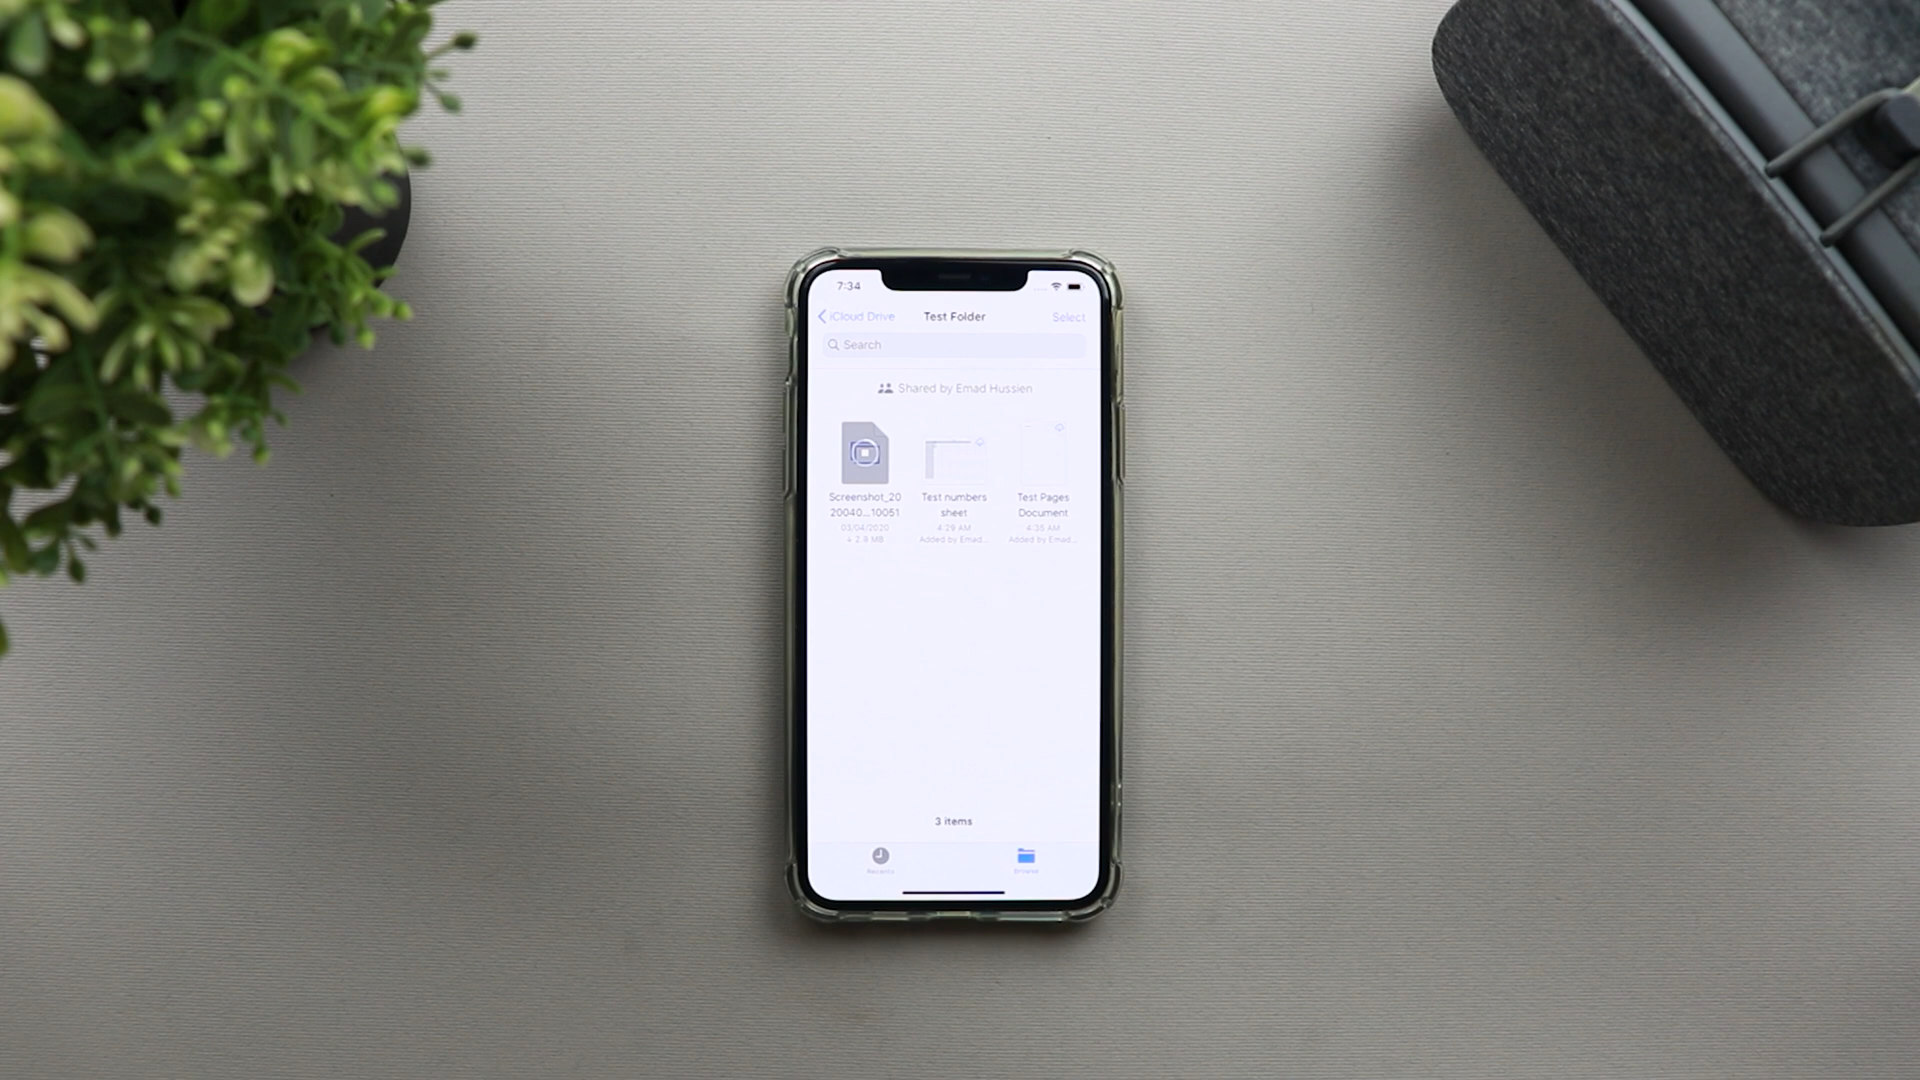 7:34
iCloud Drive
Test Folder
Select
Search
Shared by Emad Hussien
Screenshot_20
20040...10051
03/04/2020
↓ 2.9 MB
Test numbers
sheet
4:29 AM
Added by Emad...
Test Pages
Document
4:35 AM
Added by Emad...
3 items
Recents
Browse